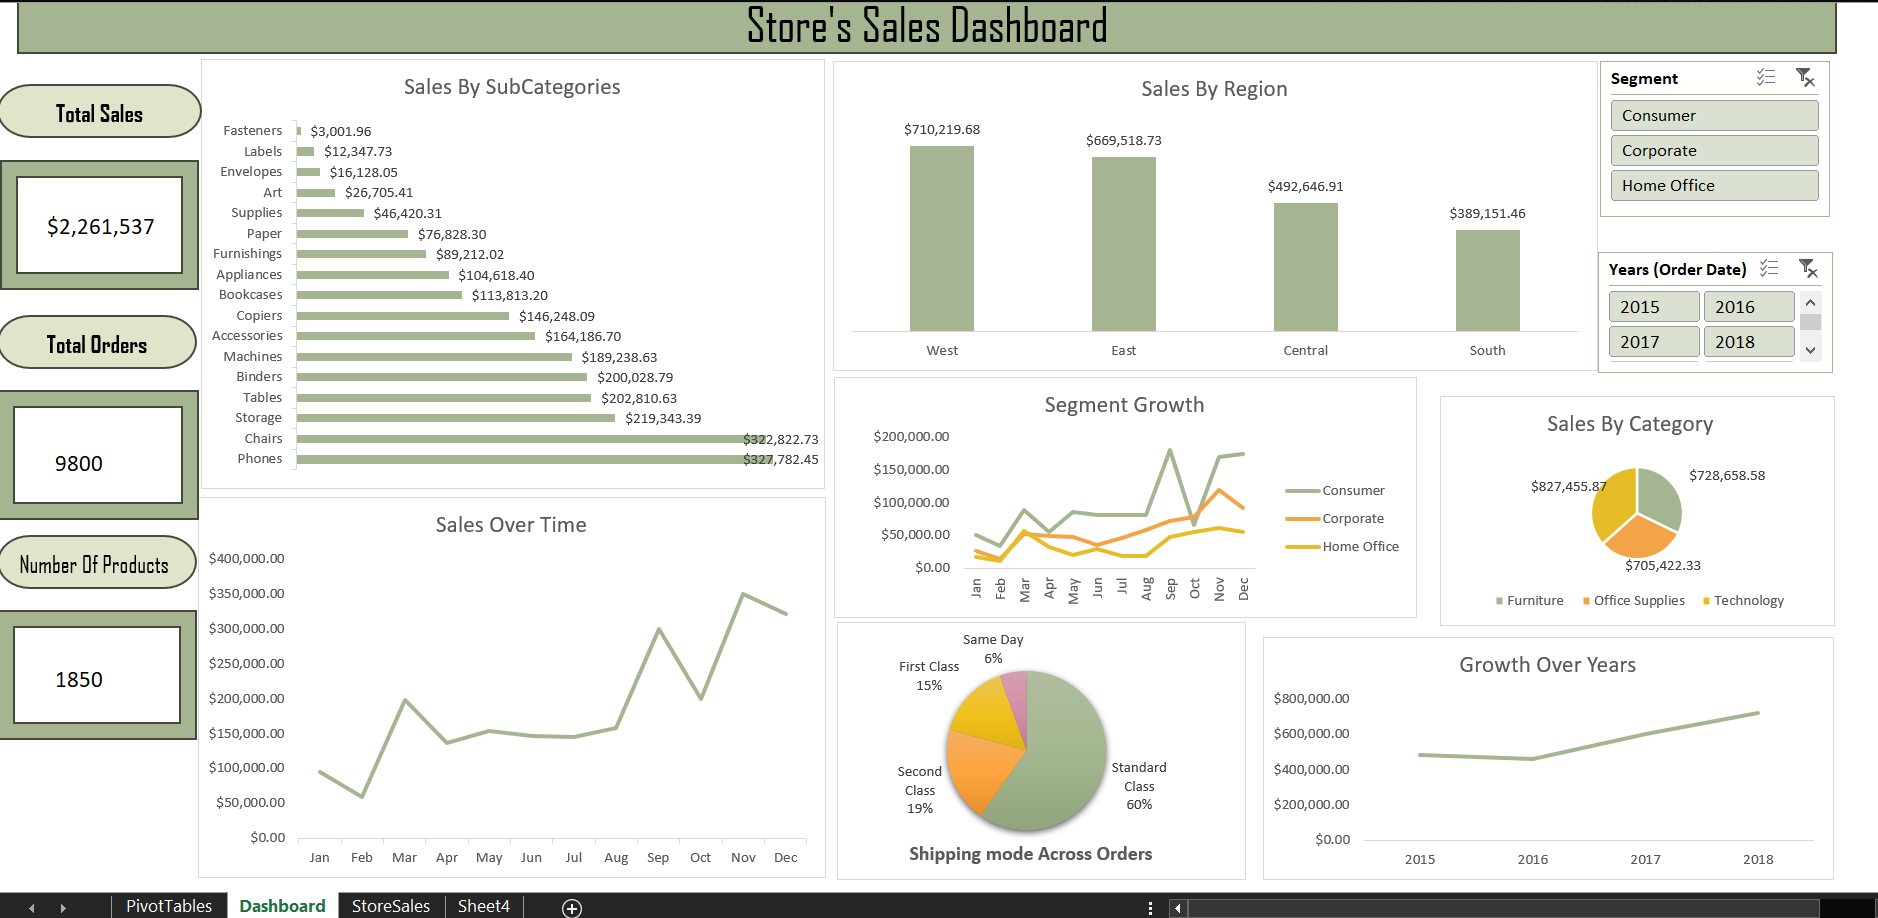 Store's Sales Dashboard
Total Sales
$2,261,537
Total Orders
9800
Number Of Products
1850
Sales By SubCategories
Fasteners $3,001.96
Labels $12,347.73
Envelopes $16,128.05
Art $26,705.41
Supplies $46,420.31
Paper $76,828.30
Furnishings $89,212.02
Appliances $104,618.40
Bookcases $113,813.20
Copiers $146,248.09
Accessories $164,186.70
Machines $189,238.63
Binders $200,028.79
Tables $202,810.63
Storage $219,343.39
Chairs $322,822.73
Phones $327,782.45
Sales By Region
$710,219.68
$669,518.73
$492,646.91
$389,151.46
West East Central South
Segment
Consumer
Corporate
Home Office
Years (Order Date)
2015 2016
2017 2018
Sales Over Time
$400,000.00
$350,000.00
$300,000.00
$250,000.00
$200,000.00
$150,000.00
$100,000.00
$50,000.00
$0.00
Jan Feb Mar Apr May Jun Jul Aug Sep Oct Nov Dec
Segment Growth
$200,000.00
$150,000.00
$100,000.00
$50,000.00
$0.00
Jan Feb Mar Apr May Jun Jul Aug Sep Oct Nov Dec
Consumer
Corporate
Home Office
Sales By Category
$827,455.87
$728,658.58
$705,422.33
Furniture Office Supplies Technology
Same Day
6%
First Class
15%
Second
Class
19%
Standard
Class
60%
Shipping mode Across Orders
Growth Over Years
$800,000.00
$600,000.00
$400,000.00
$200,000.00
$0.00
2015 2016 2017 2018
PivotTables Dashboard StoreSales Sheet4